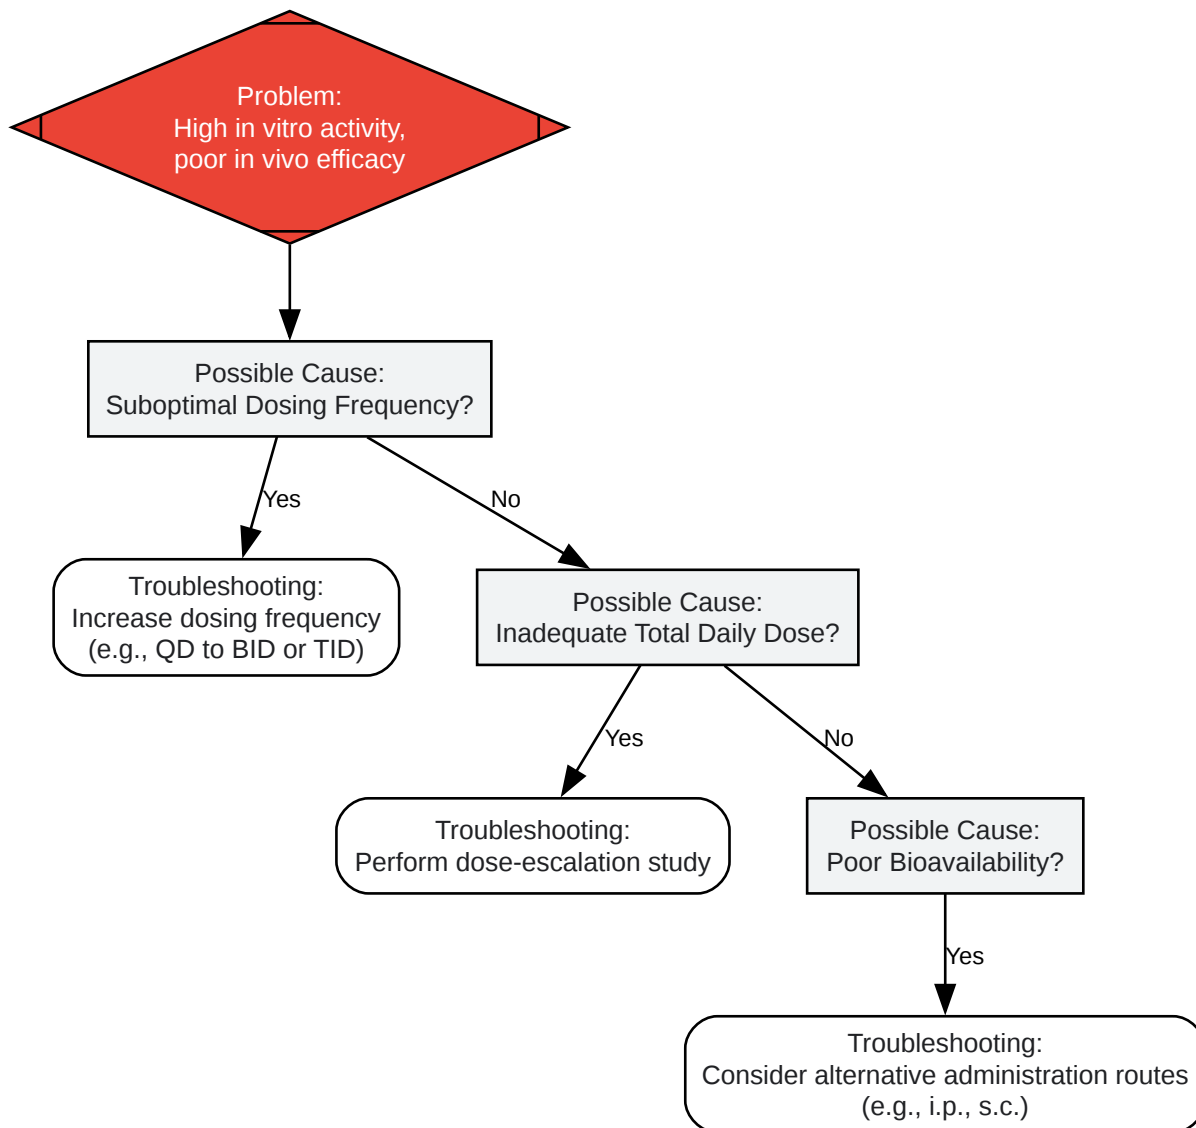 Problem:
High in vitro activity,
poor in vivo efficacy
Possible Cause:
Suboptimal Dosing Frequency?
Yes
No
Troubleshooting:
Increase dosing frequency
(e.g., QD to BID or TID)
Possible Cause:
Inadequate Total Daily Dose?
Yes
No
Troubleshooting:
Perform dose-escalation study
Possible Cause:
Poor Bioavailability?
Yes
Troubleshooting:
Consider alternative administration routes
(e.g., i.p., s.c.)